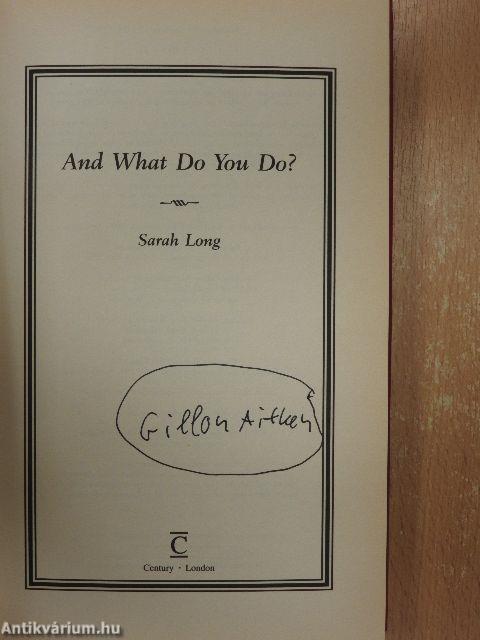 And What Do You Do?
Sarah Long
Gillon Aitken
C
Century · London
Antikvárium.hu